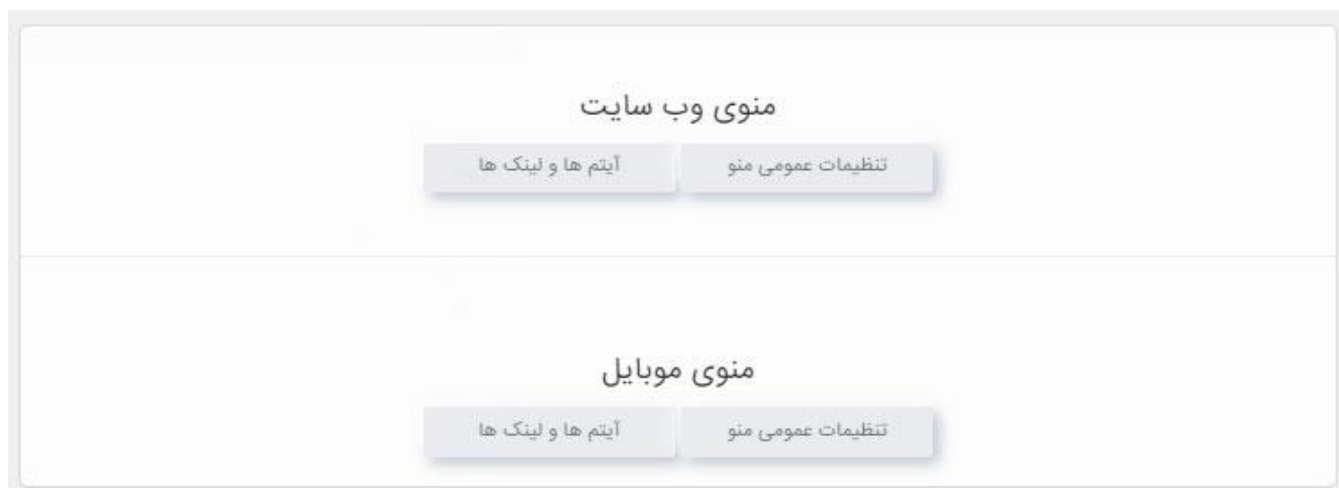 منوی وب سایت
تنظیمات عمومی منو آیتم ها و لینک ها
منوی موبایل
تنظیمات عمومی منو آیتم ها و لینک ها